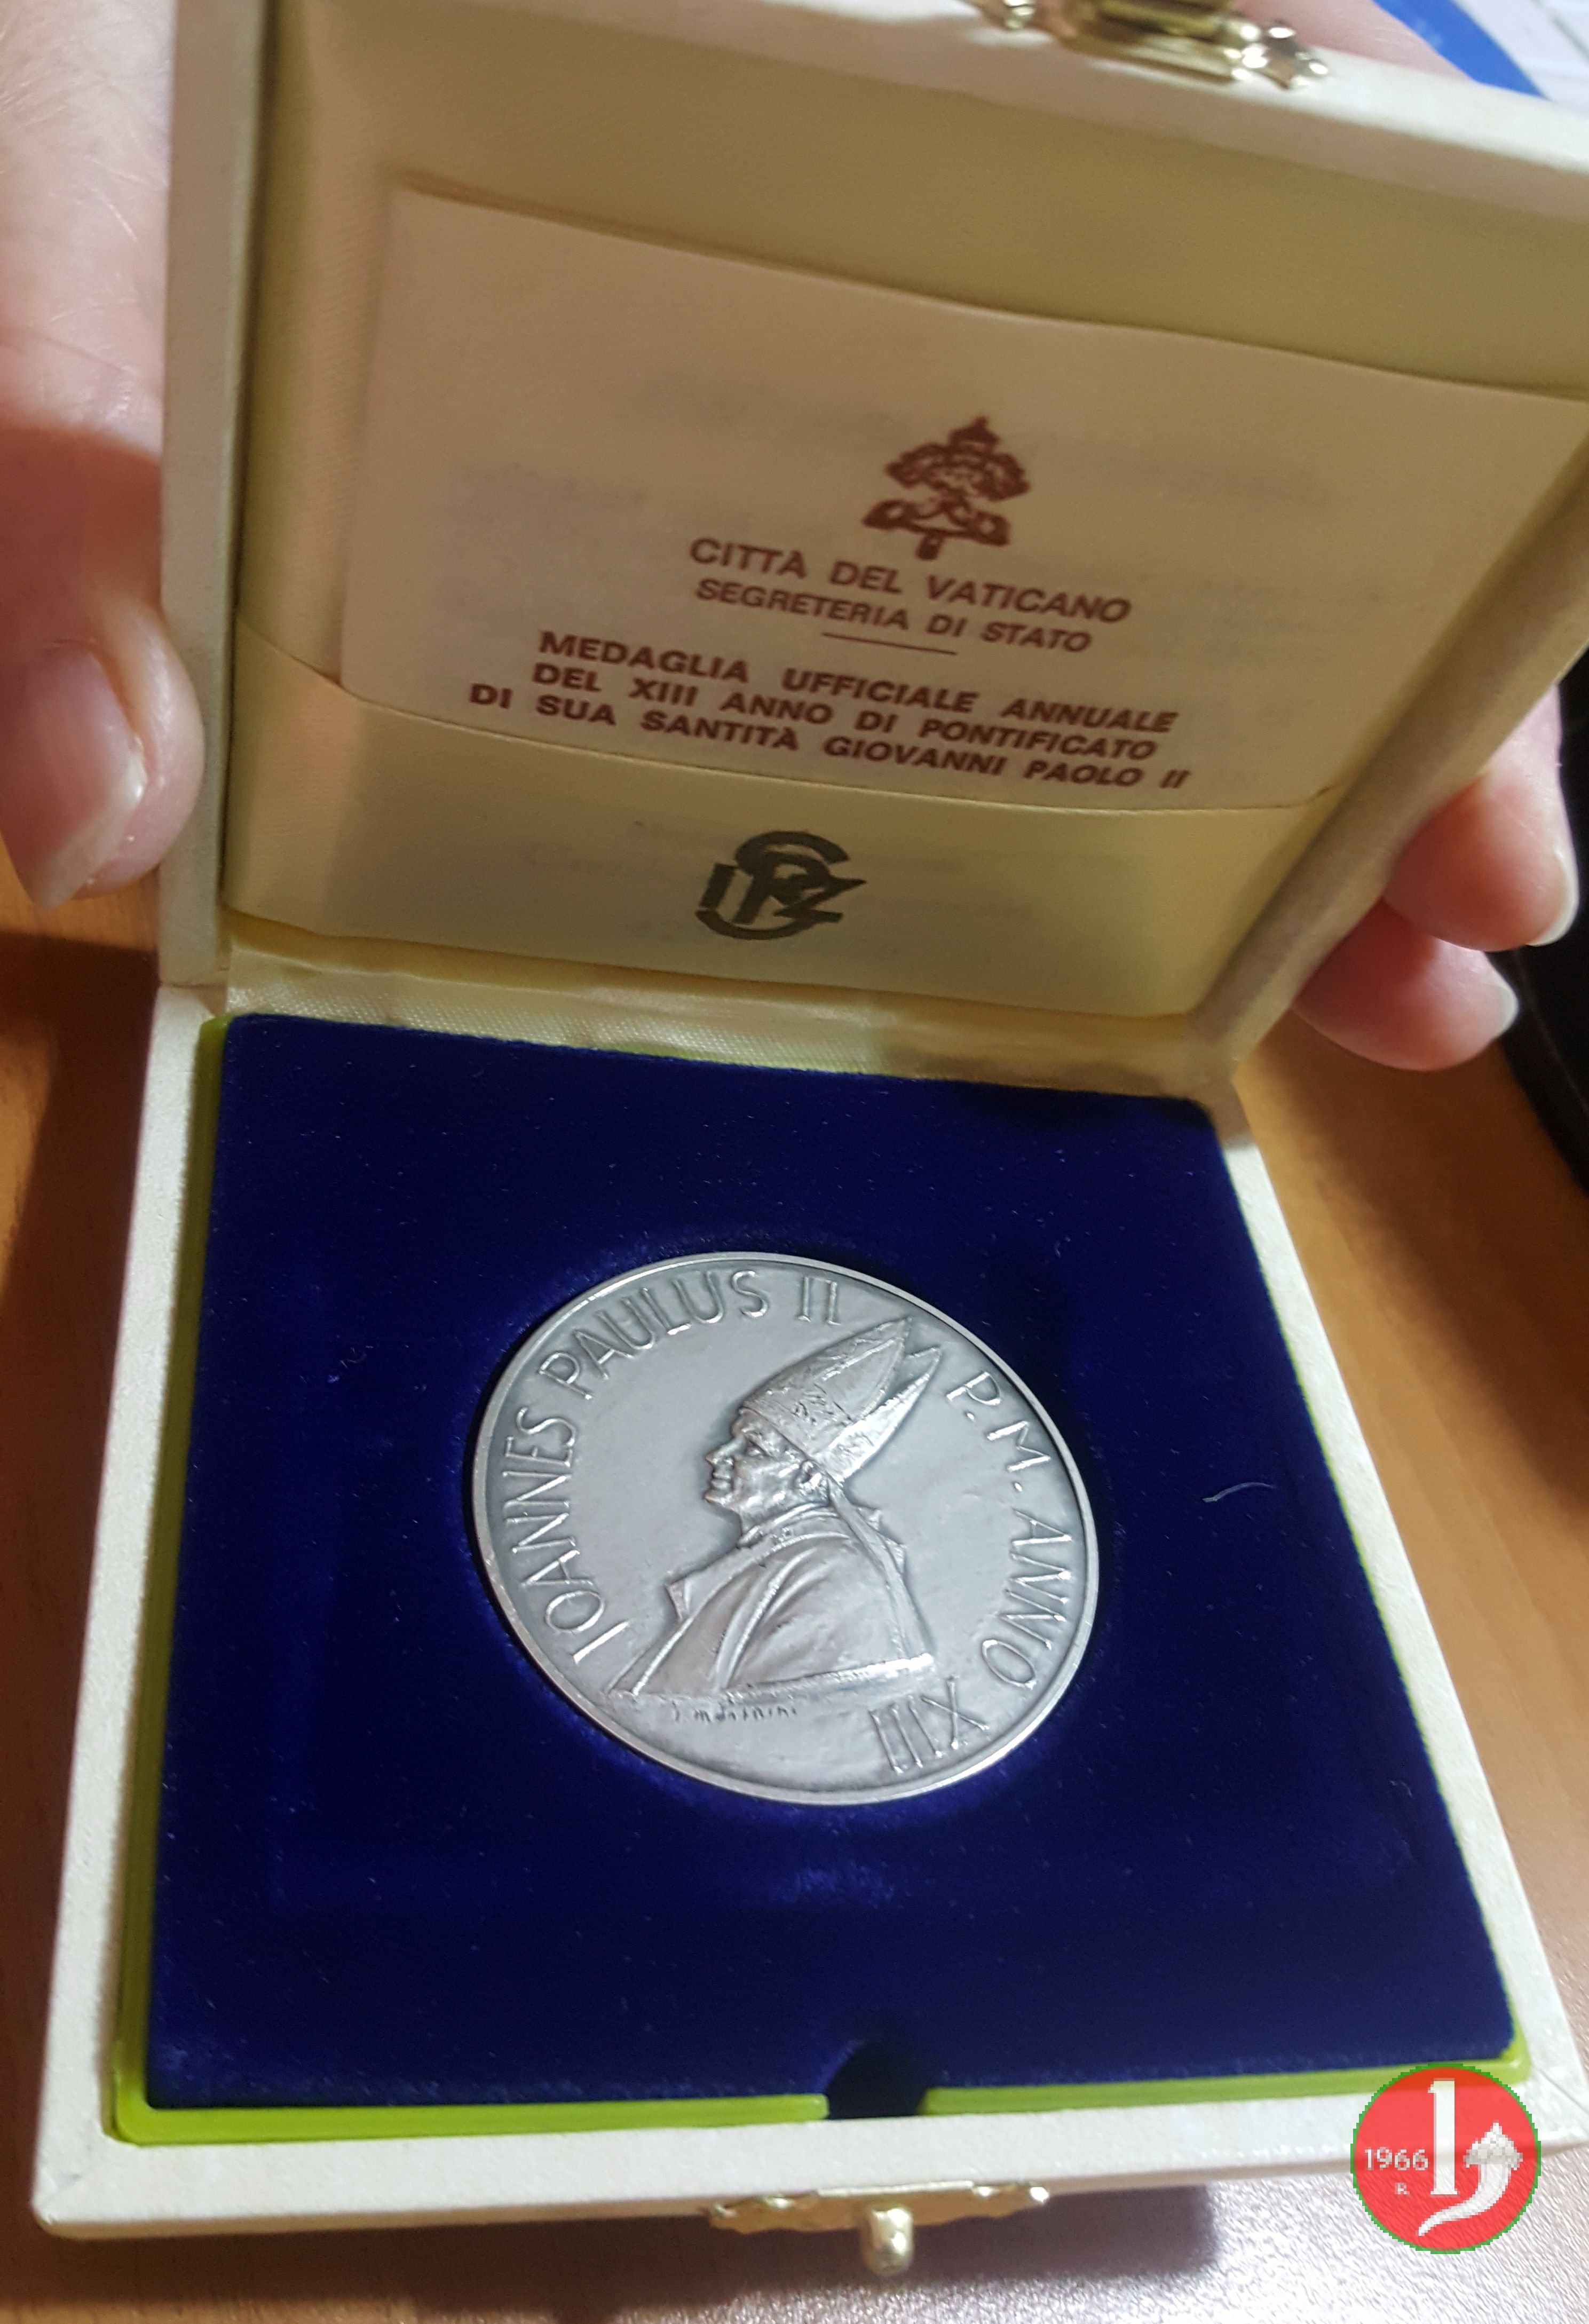 CITTÀ DEL VATICANO
SEGRETERIA DI STATO
MEDAGLIA UFFICIALE ANNUALE
DEL XIII ANNO DI PONTIFICATO
DI SUA SANTITÀ GIOVANNI PAOLO II
IOANNES PAULUS II P.M. ANNO XIII
1966
R
1